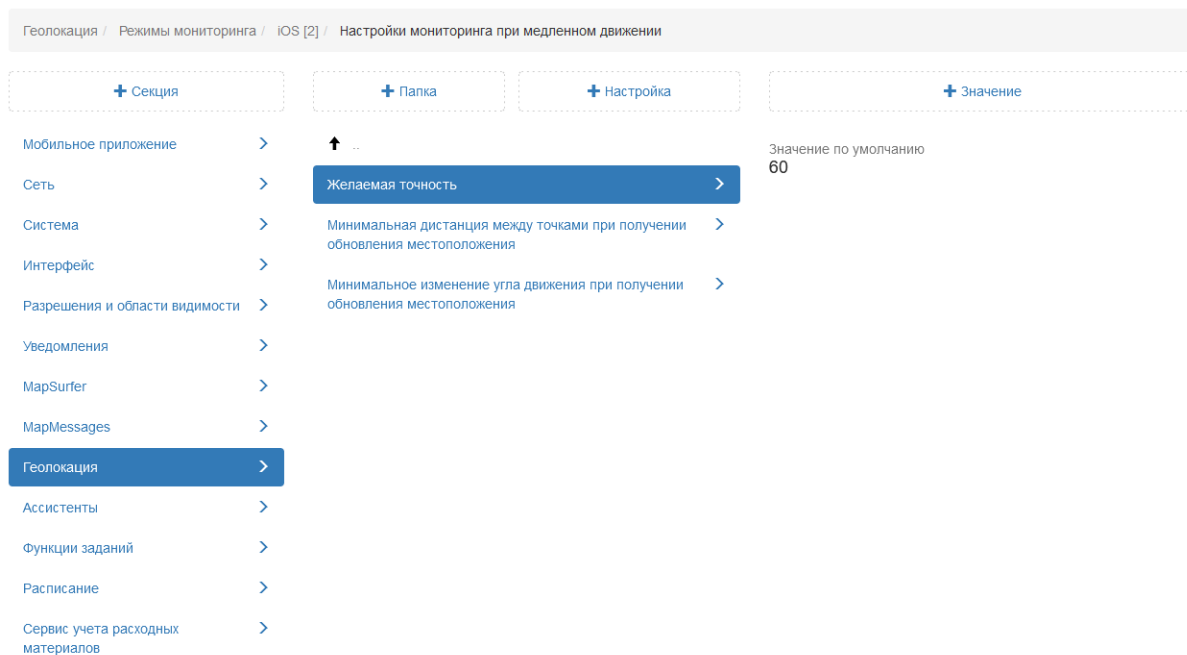 Геолокация / Режимы мониторинга / iOS [2] / Настройки мониторинга при медленном движении
+ Секция
+ Папка
+ Настройка
+ Значение
Мобильное приложение
Сеть
Система
Интерфейс
Разрешения и области видимости
Уведомления
MapSurfer
MapMessages
Геолокация
Ассистенты
Функции заданий
Расписание
Сервис учета расходных
материалов
..
Желаемая точность
Минимальная дистанция между точками при получении
обновления местоположения
Минимальное изменение угла движения при получении
обновления местоположения
Значение по умолчанию
60